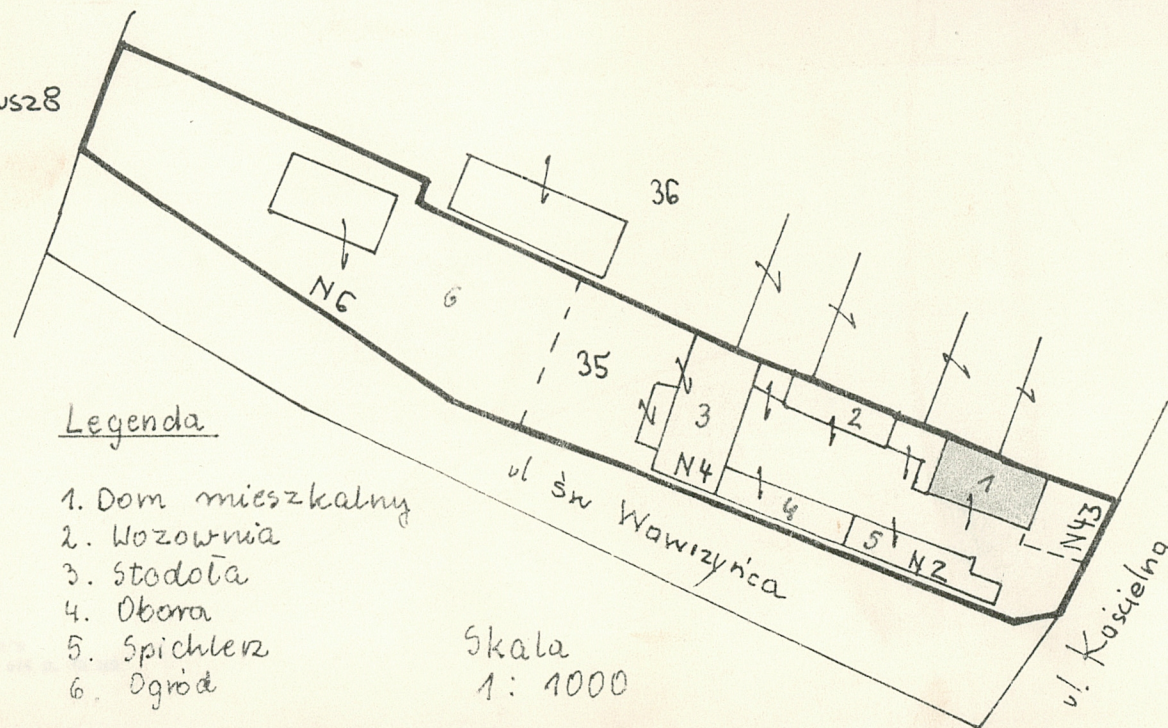 36
N6
6
35
3
N4
2
1
4
5
N2
N43
ul św Wawrzyńca
ul. Kościelna
Legenda
1. Dom mieszkalny
2. Wozownia
3. Stodoła
4. Obora
5. Spichlerz
6. Ogród
Skala
1: 1000